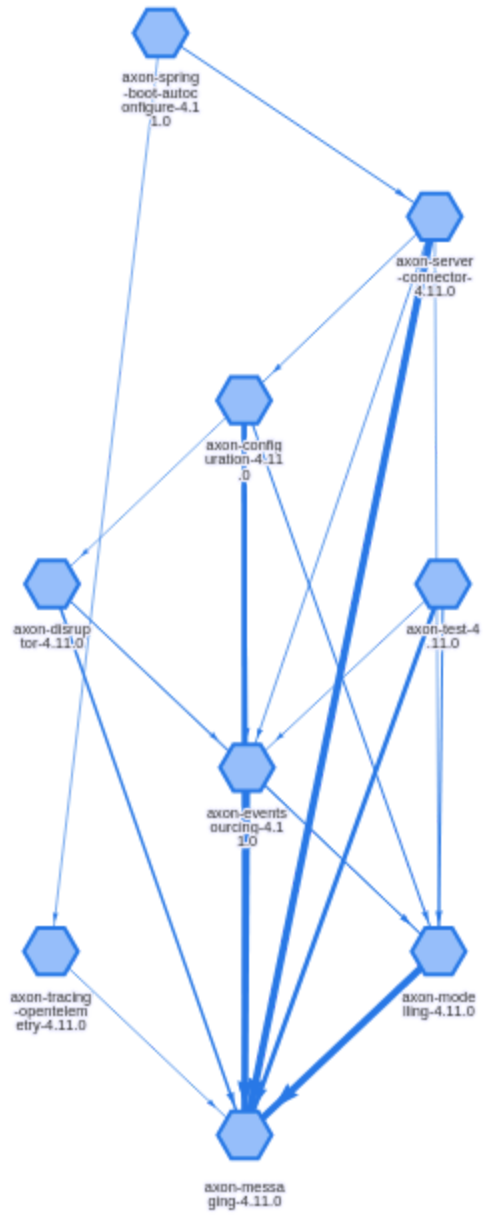 axon-spring
-boot-autoc
onfigure-4.1
1.0
axon-server
-connector-
4.11.0
axon-config
uration-4.11
.0
axon-disrup
tor-4.11.0
axon-test-4
.11.0
axon-events
ourcing-4.1
1.0
axon-tracing
-opentelem
etry-4.11.0
axon-mode
lling-4.11.0
axon-messa
ging-4.11.0